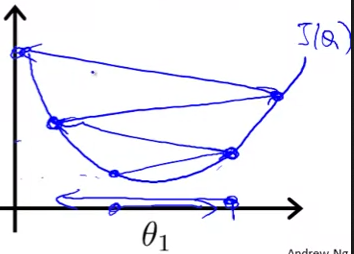 J(θ)
θ₁
Andrew Ng